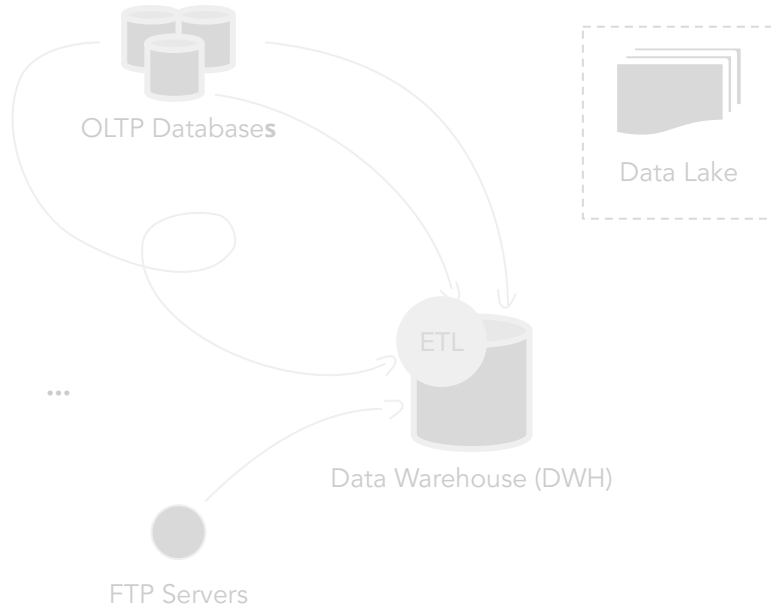 OLTP Databases
Data Lake
ETL
...
Data Warehouse (DWH)
FTP Servers